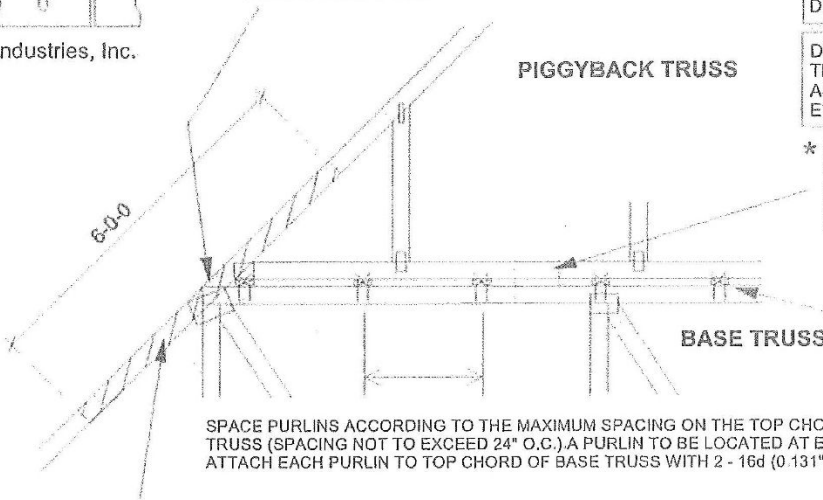 ndustries, Inc.
PIGGYBACK TRUSS
D
D
TH
A
E
*
6-0-0
BASE TRUSS
SPACE PURLINS ACCORDING TO THE MAXIMUM SPACING ON THE TOP CHO
TRUSS (SPACING NOT TO EXCEED 24" O.C.).A PURLIN TO BE LOCATED AT E
ATTACH EACH PURLIN TO TOP CHORD OF BASE TRUSS WITH 2 - 16d (0.131"